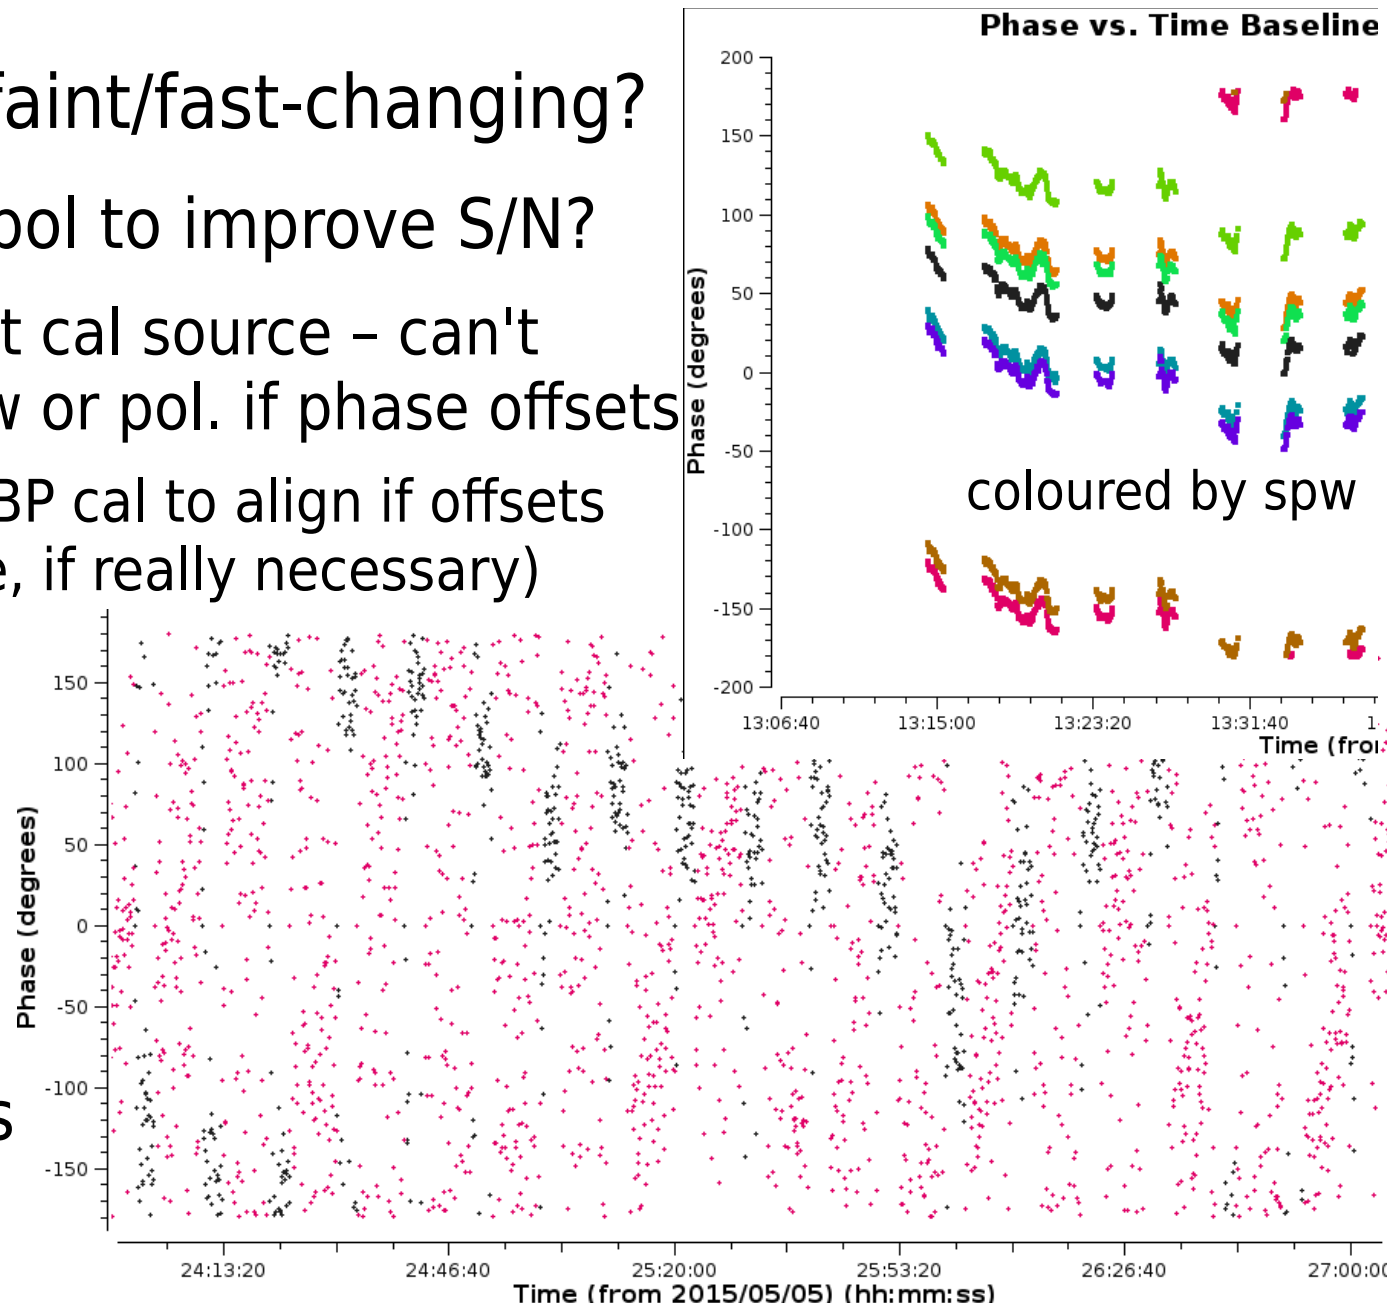 faint/fast-changing?
pol to improve S/N?
t cal source – can't
w or pol. if phase offsets
BP cal to align if offsets
e, if really necessary)
s
Phase vs. Time Baseline
200
150
100
50
0
-50
-100
-150
-200
Phase (degrees)
coloured by spw
13:06:40 13:15:00 13:23:20 13:31:40 1
Time (from
150
100
50
0
-50
-100
-150
Phase (degrees)
24:13:20 24:46:40 25:20:00 25:53:20 26:26:40 27:00:00
Time (from 2015/05/05) (hh:mm:ss)